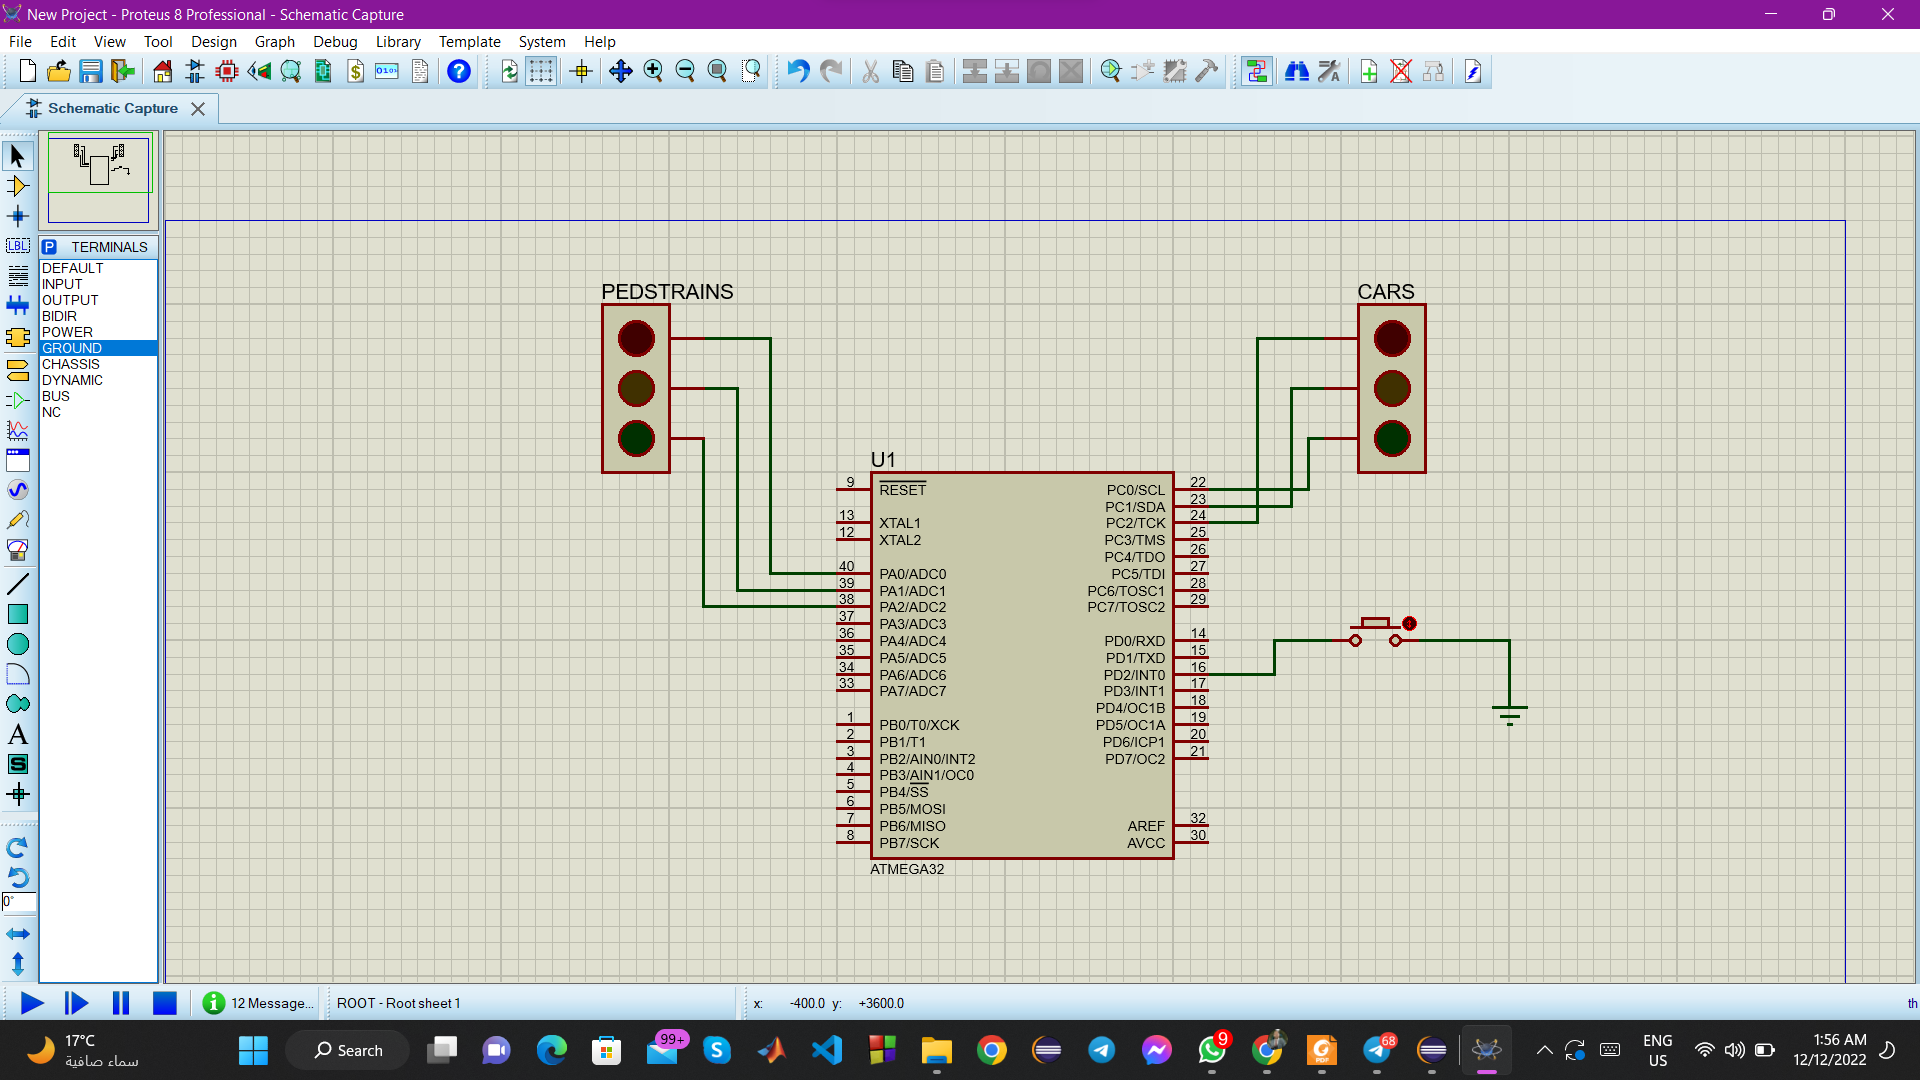 New Project - Proteus 8 Professional - Schematic Capture
File Edit View Tool Design Graph Debug Library Template System Help
Schematic Capture
TERMINALS
DEFAULT
INPUT
OUTPUT
BIDIR
POWER
GROUND
CHASSIS
DYNAMIC
BUS
NC
LBL
A
S
0°
PEDSTRAINS
CARS
U1
9 RESET
13 XTAL1
12 XTAL2
40 PA0/ADC0
39 PA1/ADC1
38 PA2/ADC2
37 PA3/ADC3
36 PA4/ADC4
35 PA5/ADC5
34 PA6/ADC6
33 PA7/ADC7
1 PB0/T0/XCK
2 PB1/T1
3 PB2/AIN0/INT2
4 PB3/AIN1/OC0
5 PB4/SS
6 PB5/MOSI
7 PB6/MISO
8 PB7/SCK
PC0/SCL 22
PC1/SDA 23
PC2/TCK 24
PC3/TMS 25
PC4/TDO 26
PC5/TDI 27
PC6/TOSC1 28
PC7/TOSC2 29
PD0/RXD 14
PD1/TXD 15
PD2/INT0 16
PD3/INT1 17
PD4/OC1B 18
PD5/OC1A 19
PD6/ICP1 20
PD7/OC2 21
AREF 32
AVCC 30
ATMEGA32
12 Message... ROOT - Root sheet 1 x: -400.0 y: +3600.0 th
17°C
سماء صافية
Search
99+
9
68
ENG
US
1:56 AM
12/12/2022